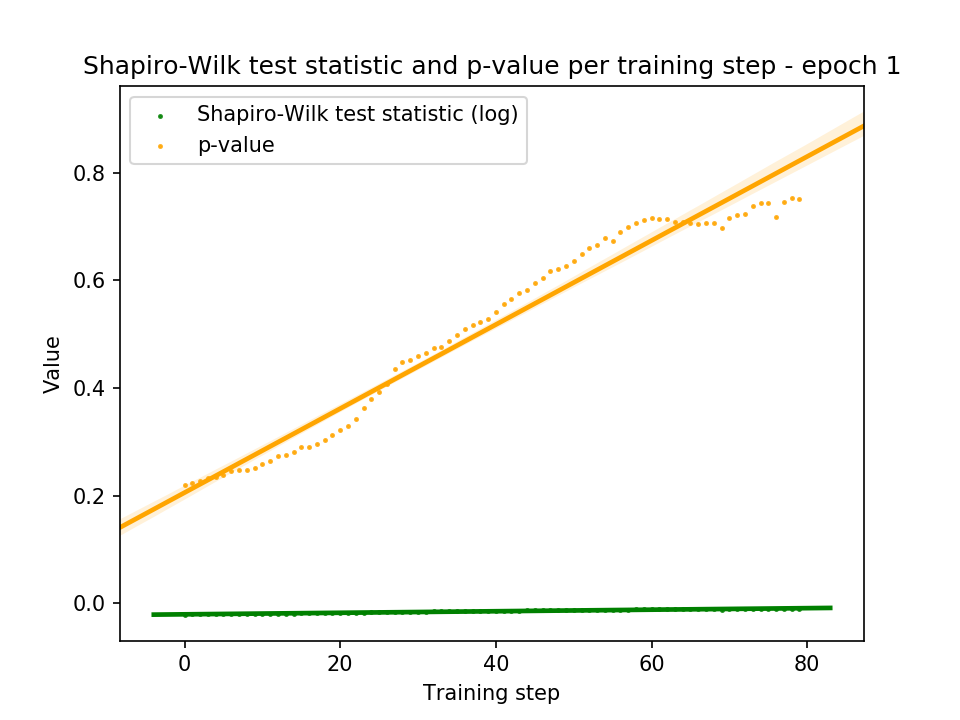 Shapiro-Wilk test statistic and p-value per training step - epoch 1
Shapiro-Wilk test statistic (log)
p-value
Value
0.8
0.6
0.4
0.2
0.0
0 20 40 60 80
Training step